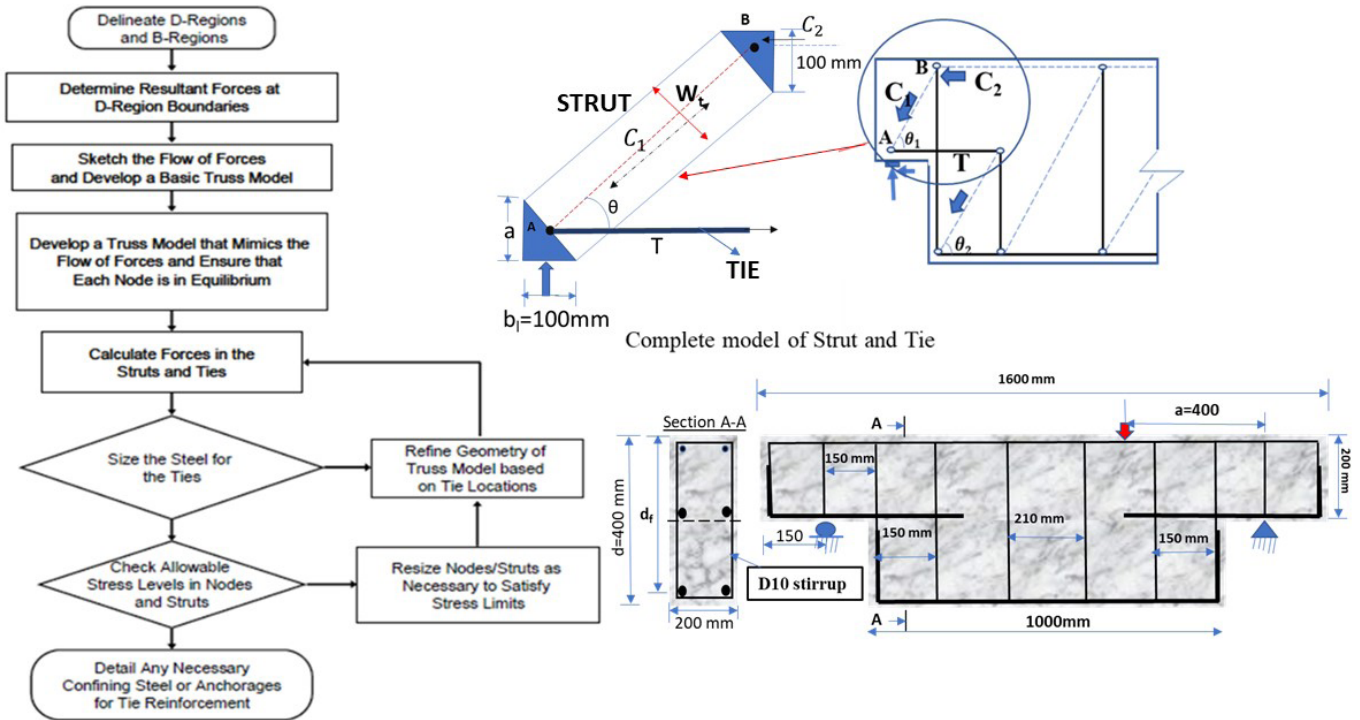 Delineate D-Regions
and B-Regions
Determine Resultant Forces at
D-Region Boundaries
Sketch the Flow of Forces
and Develop a Basic Truss Model
Develop a Truss Model that Mimics the
Flow of Forces and Ensure that
Each Node is in Equilibrium
Calculate Forces in the
Struts and Ties
Size the Steel for
the Ties
Refine Geometry of
Truss Model based
on Tie Locations
Check Allowable
Stress Levels in Nodes
and Struts
Resize Nodes/Struts as
Necessary to Satisfy
Stress Limits
Detail Any Necessary
Confining Steel or Anchorages
for Tie Reinforcement
B
C₂
100 mm
STRUT
Wₜ
C₁
θ
a
A
T
TIE
bₗ=100mm
B
C₁
C₂
A
θ₁
T
θ₂
Complete model of Strut and Tie
1600 mm
Section A-A
A
a=400
150 mm
200 mm
d=400 mm
d_f
150
150 mm
210 mm
150 mm
D10 stirrup
200 mm
A
1000mm